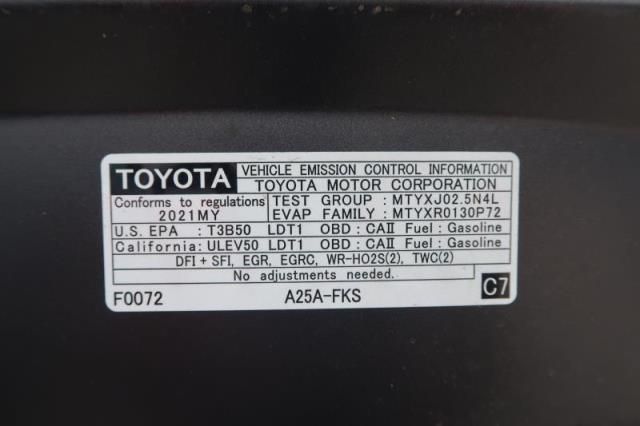 TOYOTA VEHICLE EMISSION CONTROL INFORMATION
TOYOTA MOTOR CORPORATION
Conforms to regulations TEST GROUP : MTYXJ02.5N4L
2021MY EVAP FAMILY : MTYXR0130P72
U.S. EPA : T3B50 LDT1 OBD : CAII Fuel : Gasoline
California: ULEV50 LDT1 OBD : CAII Fuel : Gasoline
DFI + SFI, EGR, EGRC, WR-HO2S(2), TWC(2)
No adjustments needed.
F0072 A25A-FKS C7